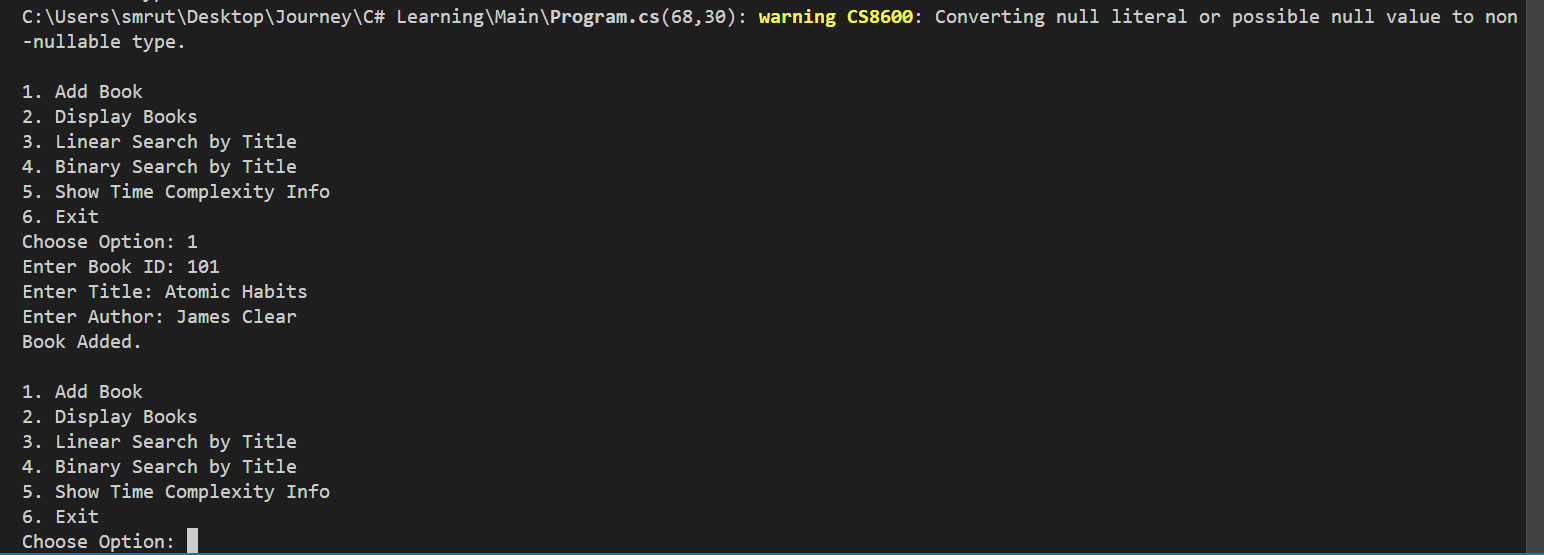 C:\Users\smrut\Desktop\Journey\C# Learning\Main\Program.cs(68,30): warning CS8600: Converting null literal or possible null value to non
-nullable type.
1. Add Book
2. Display Books
3. Linear Search by Title
4. Binary Search by Title
5. Show Time Complexity Info
6. Exit
Choose Option: 1
Enter Book ID: 101
Enter Title: Atomic Habits
Enter Author: James Clear
Book Added.
1. Add Book
2. Display Books
3. Linear Search by Title
4. Binary Search by Title
5. Show Time Complexity Info
6. Exit
Choose Option: